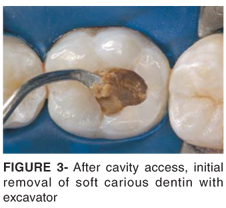 FIGURE 3- After cavity access, initial
removal of soft carious dentin with
excavator